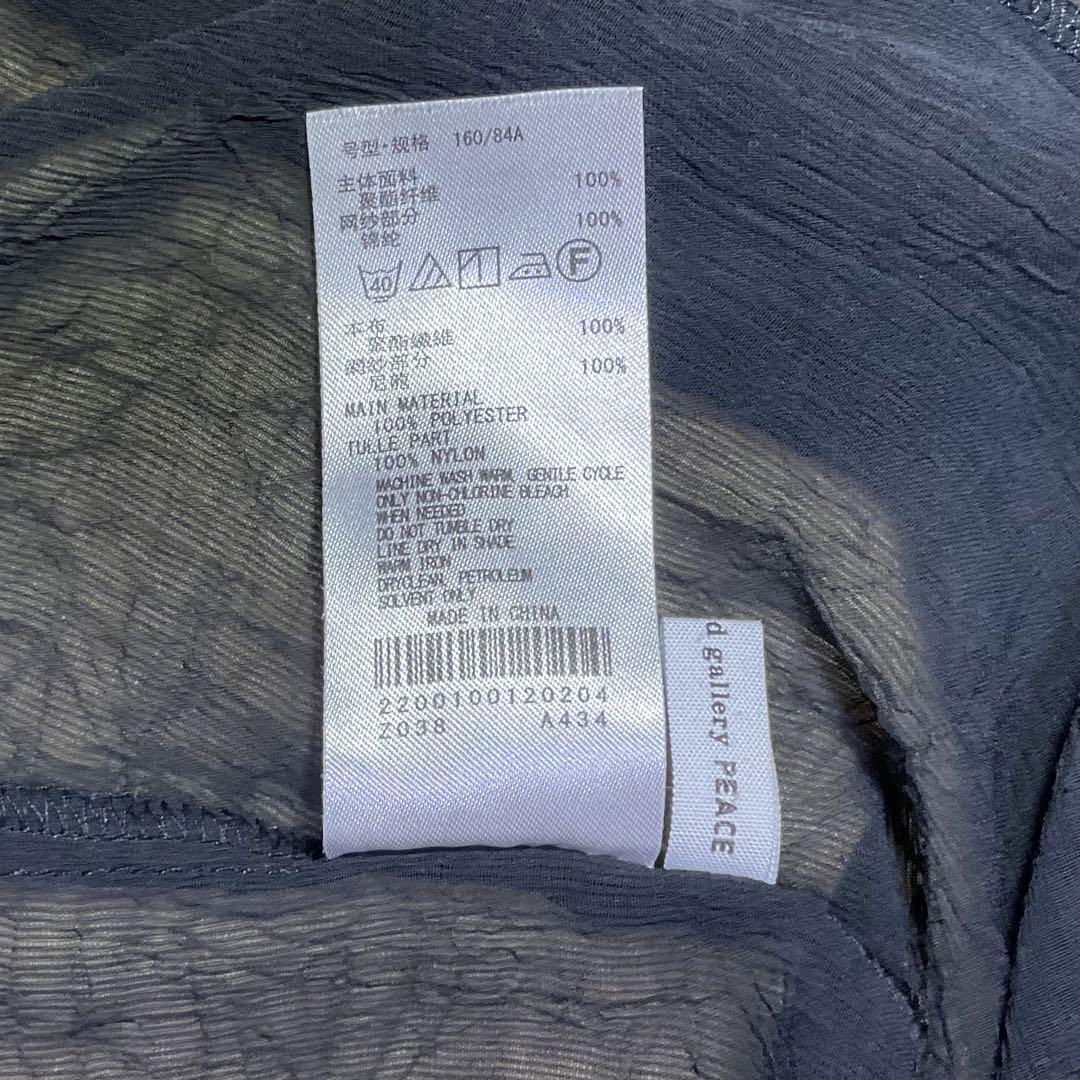 号型·规格 160/84A
主体面料 100%
聚酯纤维
网纱部分 100%
锦纶
40 F
本布 100%
聚酯纖維
網紗部分 100%
尼龍
MAIN MATERIAL
100% POLYESTER
TULLE PART
100% NYLON
MACHINE WASH WARM, GENTLE CYCLE
ONLY NON-CHLORINE BLEACH
WHEN NEEDED
DO NOT TUMBLE DRY
LINE DRY, IN SHADE
WARM IRON
DRYCLEAN, PETROLEUM
SOLVENT ONLY
MADE IN CHINA
2200100120204
Z038 A434
d gallery PEACE